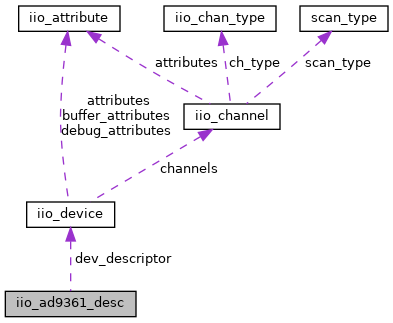 iio_attribute
iio_chan_type
scan_type
attributes
ch_type
scan_type
attributes
buffer_attributes
debug_attributes
iio_channel
channels
iio_device
dev_descriptor
iio_ad9361_desc